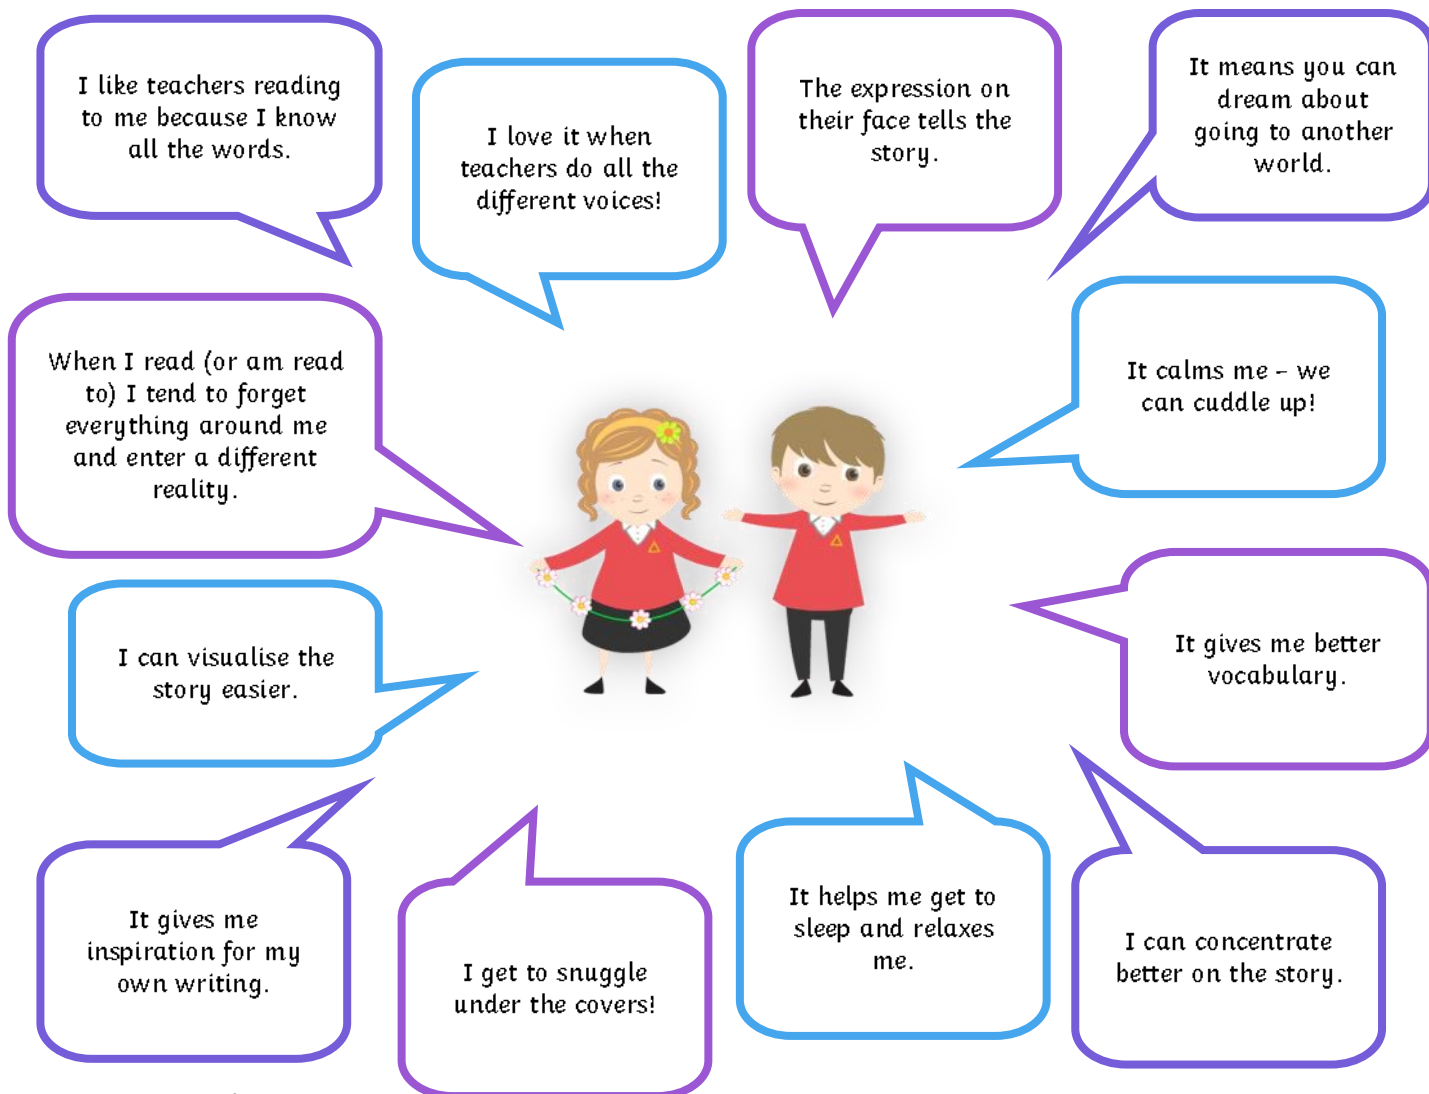 I like teachers reading
to me because I know
all the words.
I love it when
teachers do all the
different voices!
The expression on
their face tells the
story.
It means you can
dream about
going to another
world.
When I read (or am read
to) I tend to forget
everything around me
and enter a different
reality.
It calms me – we
can cuddle up!
I can visualise the
story easier.
It gives me better
vocabulary.
It gives me
inspiration for my
own writing.
I get to snuggle
under the covers!
It helps me get to
sleep and relaxes
me.
I can concentrate
better on the story.